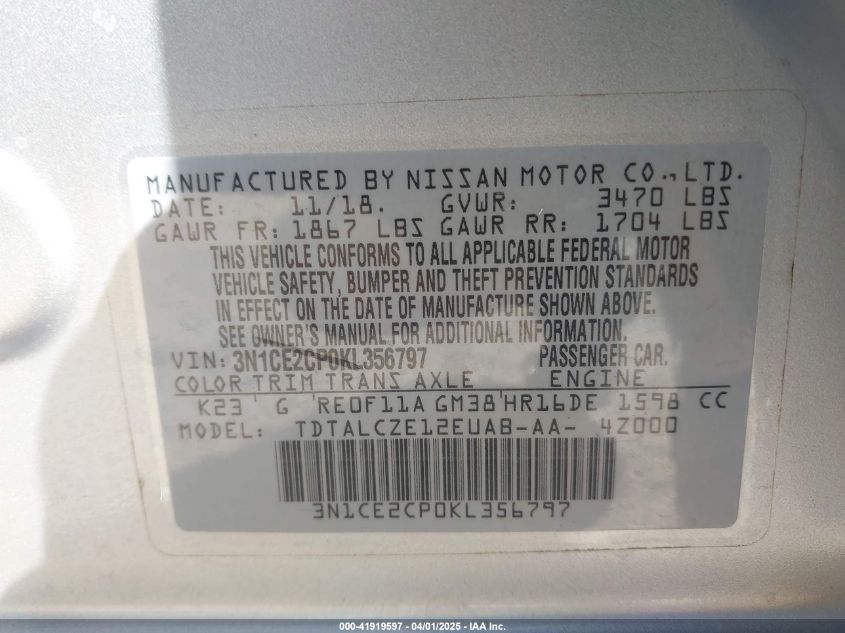 MANUFACTURED BY NISSAN MOTOR CO., LTD.
DATE: 11/18. GVWR: 3470 LBS
GAWR FR: 1867 LBS GAWR RR: 1704 LBS
THIS VEHICLE CONFORMS TO ALL APPLICABLE FEDERAL MOTOR
VEHICLE SAFETY, BUMPER AND THEFT PREVENTION STANDARDS
IN EFFECT ON THE DATE OF MANUFACTURE SHOWN ABOVE.
SEE OWNER'S MANUAL FOR ADDITIONAL INFORMATION.
VIN: 3N1CE2CP0KL356797 PASSENGER CAR.
COLOR TRIM TRANS AXLE ENGINE
K23 G RE0F11A GM38 HR16DE 1598 CC
MODEL: TDTALCZE12EUAB-AA- 4Z000
3N1CE2CP0KL356797
000-41919597 - 04/01/2025 - IAA Inc.